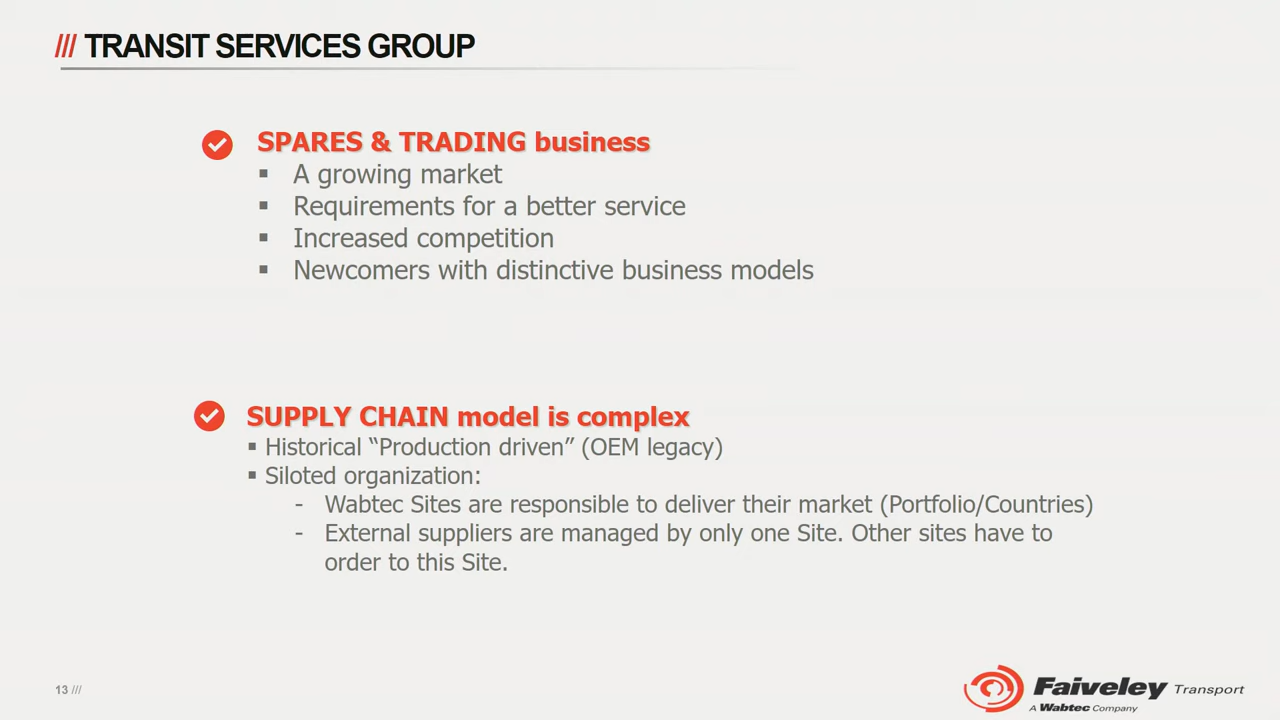 /// TRANSIT SERVICES GROUP
SPARES & TRADING business
▪ A growing market
▪ Requirements for a better service
▪ Increased competition
▪ Newcomers with distinctive business models
SUPPLY CHAIN model is complex
▪ Historical “Production driven” (OEM legacy)
▪ Siloted organization:
- Wabtec Sites are responsible to deliver their market (Portfolio/Countries)
- External suppliers are managed by only one Site. Other sites have to
order to this Site.
13 ///
Faiveley Transport
A Wabtec Company